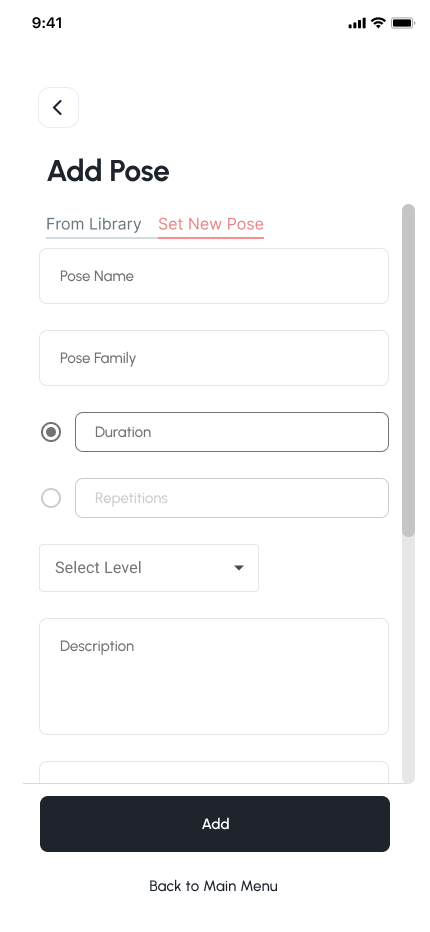 9:41
Add Pose
From Library Set New Pose
Pose Name
Pose Family
Duration
Repetitions
Select Level
Description
Add
Back to Main Menu